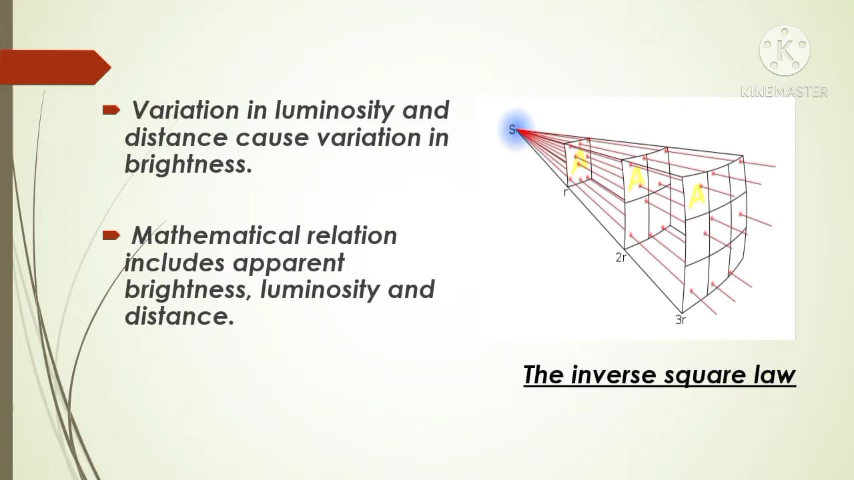 K
KINEMASTER
Variation in luminosity and
distance cause variation in
brightness.
Mathematical relation
includes apparent
brightness, luminosity and
distance.
S
A
A
A
r
2r
3r
The inverse square law